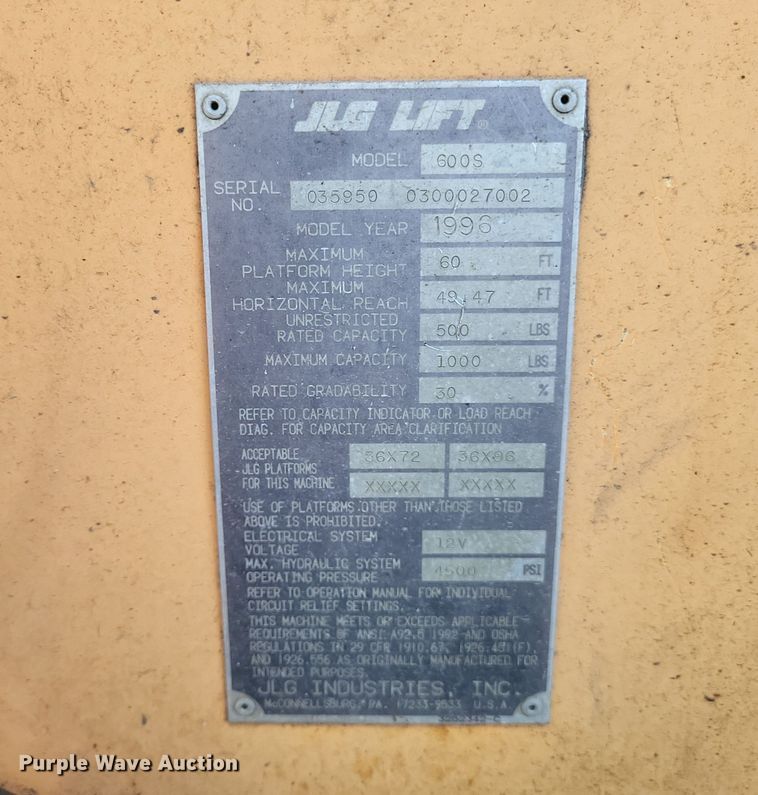 JLG LIFT®
MODEL 600S
SERIAL NO. 035950 0300027002
MODEL YEAR 1996
MAXIMUM PLATFORM HEIGHT 60 FT
MAXIMUM HORIZONTAL REACH 49.47 FT
UNRESTRICTED RATED CAPACITY 500 LBS
MAXIMUM CAPACITY 1000 LBS
RATED GRADABILITY 30 %
REFER TO CAPACITY INDICATOR OR LOAD REACH
DIAG. FOR CAPACITY AREA CLARIFICATION
ACCEPTABLE 36X72 36X96
JLG PLATFORMS
FOR THIS MACHINE XXXXX XXXXX
USE OF PLATFORMS OTHER THAN THOSE LISTED
ABOVE IS PROHIBITED.
ELECTRICAL SYSTEM
VOLTAGE 12V
MAX. HYDRAULIC SYSTEM
OPERATING PRESSURE 4500 PSI
REFER TO OPERATION MANUAL FOR INDIVIDUAL
CIRCUIT RELIEF SETTINGS.
THIS MACHINE MEETS OR EXCEEDS APPLICABLE
REQUIREMENTS OF ANSI A92.5 1992 AND OSHA
REGULATIONS IN 29 CFR 1910.67, 1926.451(F),
AND 1926.556 AS ORIGINALLY MANUFACTURED FOR
INTENDED PURPOSES.
JLG INDUSTRIES, INC.
McCONNELLSBURG, PA. 17233-9533 U.S.A.
Purple Wave Auction